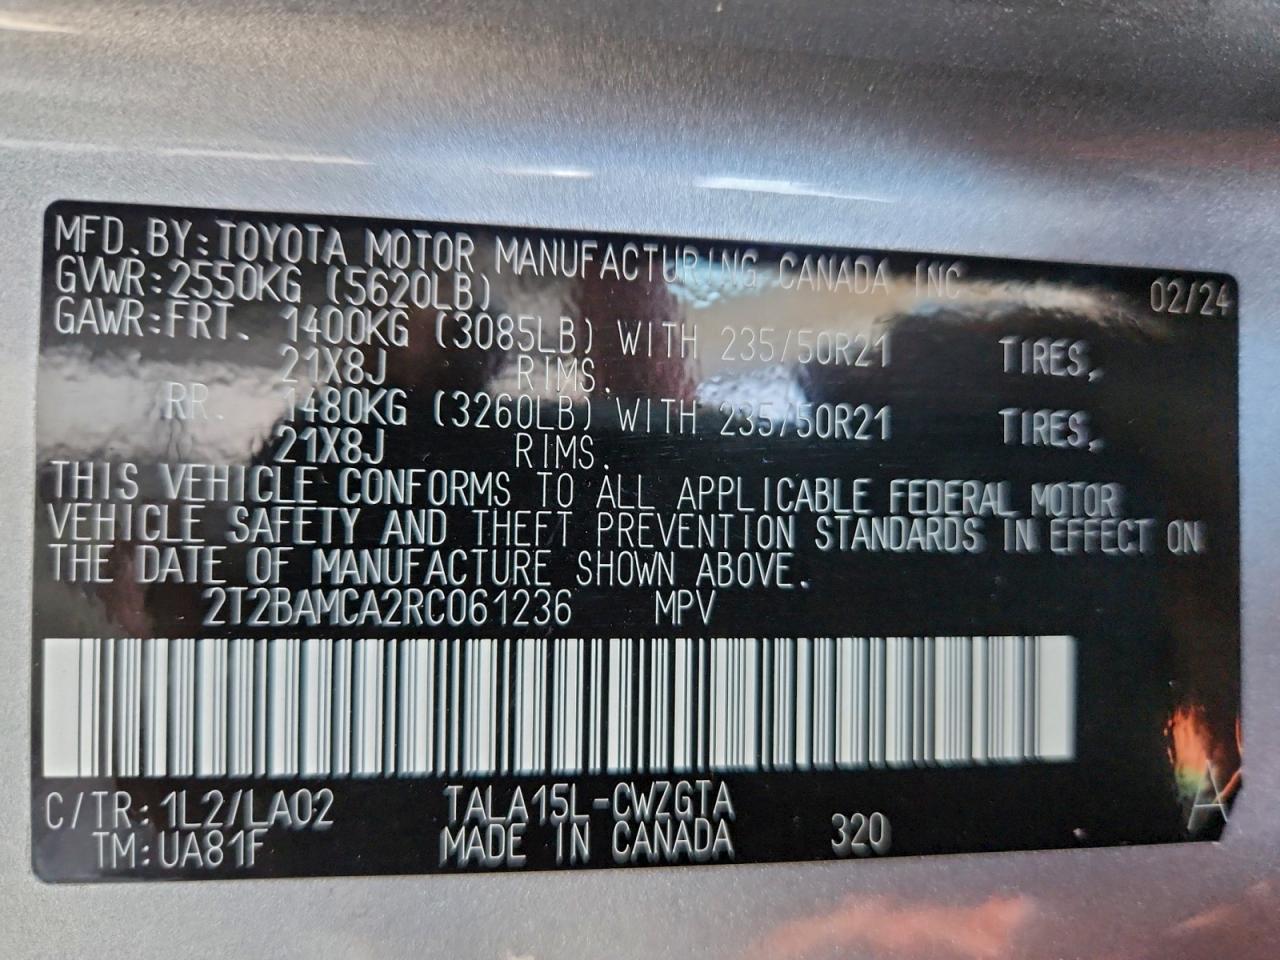 MFD.BY:TOYOTA MOTOR MANUFACTURING CANADA INC 02/24
GVWR:2550KG (5620LB)
GAWR:FRT. 1400KG (3085LB) WITH 235/50R21 TIRES,
21X8J RIMS.
RR. 1480KG (3260LB) WITH 235/50R21 TIRES,
21X8J RIMS.
THIS VEHICLE CONFORMS TO ALL APPLICABLE FEDERAL MOTOR
VEHICLE SAFETY AND THEFT PREVENTION STANDARDS IN EFFECT ON
THE DATE OF MANUFACTURE SHOWN ABOVE.
2T2BAMCA2RC061236 MPV
C/TR:1L2/LA02 TALA15L-CWZGTA
TM:UA81F MADE IN CANADA 320 A